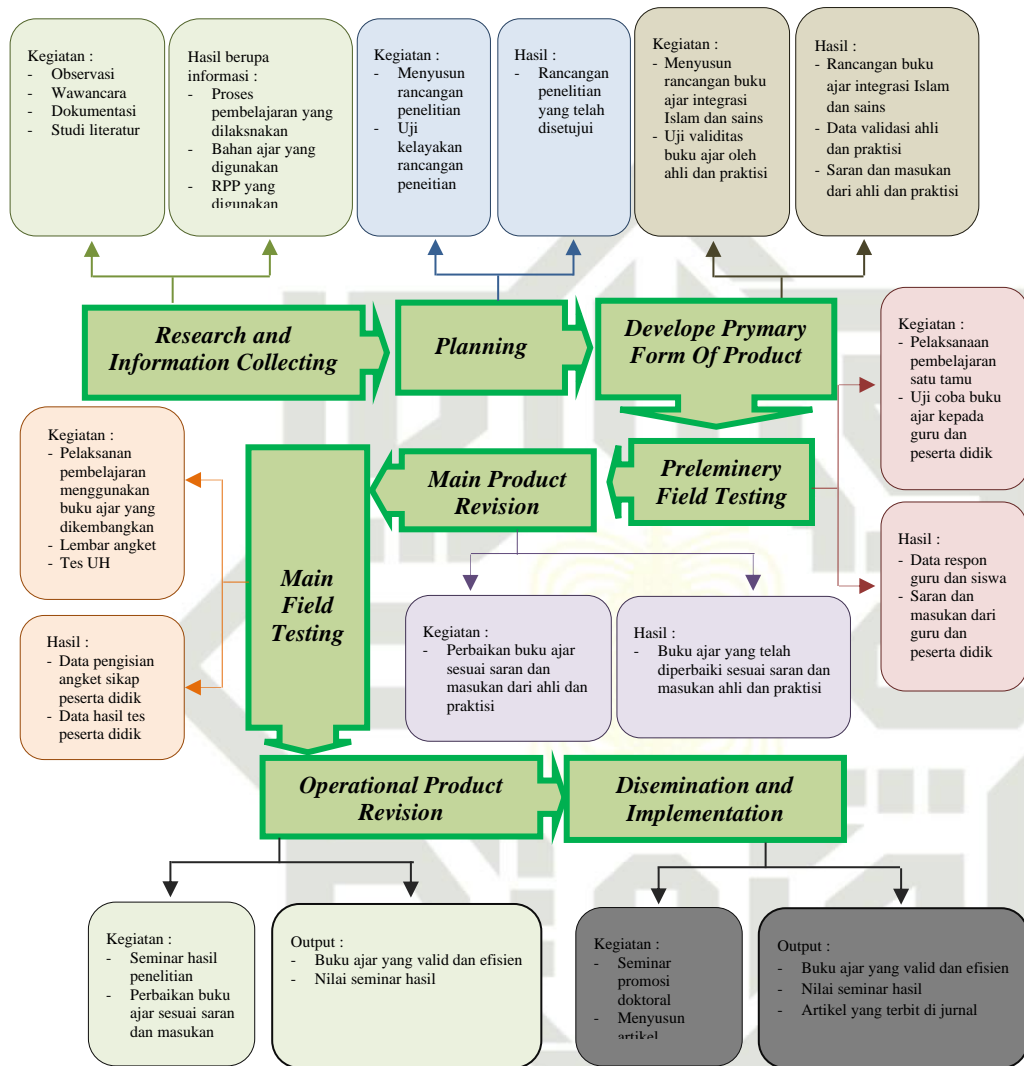 Kegiatan :
- Observasi
- Wawancara
- Dokumentasi
- Studi literatur
Hasil berupa
informasi :
- Proses
pembelajaran yang
dilaksnakan
- Bahan ajar yang
digunakan
- RPP yang
digunakan
Kegiatan :
- Menyusun
rancangan
penelitian
- Uji
kelayakan
rancangan
peneitian
Hasil :
- Rancangan
penelitian
yang telah
disetujui
Kegiatan :
- Menyusun
rancangan buku
ajar integrasi
Islam dan sains
- Uji validitas
buku ajar oleh
ahli dan praktisi
Hasil :
- Rancangan buku
ajar integrasi Islam
dan sains
- Data validasi ahli
dan praktisi
- Saran dan masukan
dari ahli dan praktisi
Research and
Information Collecting
Planning
Develope Prymary
Form Of Product
Kegiatan :
- Pelaksanaan
pembelajaran
satu tamu
- Uji coba buku
ajar kepada
guru dan
peserta didik
Kegiatan :
- Pelaksanan
pembelajaran
menggunakan
buku ajar yang
dikembangkan
- Lembar angket
- Tes UH
Main
Field
Testing
Main Product
Revision
Preleminery
Field Testing
Hasil :
- Data respon
guru dan siswa
- Saran dan
masukan dari
guru dan
peserta didik
Hasil :
- Data pengisian
angket sikap
peserta didik
- Data hasil tes
peserta didik
Kegiatan :
- Perbaikan buku ajar
sesuai saran dan
masukan dari ahli dan
praktisi
Hasil :
- Buku ajar yang telah
diperbaiki sesuai saran dan
masukan ahli dan praktisi
Operational Product
Revision
Disemination and
Implementation
Kegiatan :
- Seminar hasil
penelitian
- Perbaikan buku
ajar sesuai saran
dan masukan
Output :
- Buku ajar yang valid dan efisien
- Nilai seminar hasil
Kegiatan :
- Seminar
promosi
doktoral
- Menyusun
artikel
Output :
- Buku ajar yang valid dan efisien
- Nilai seminar hasil
- Artikel yang terbit di jurnal